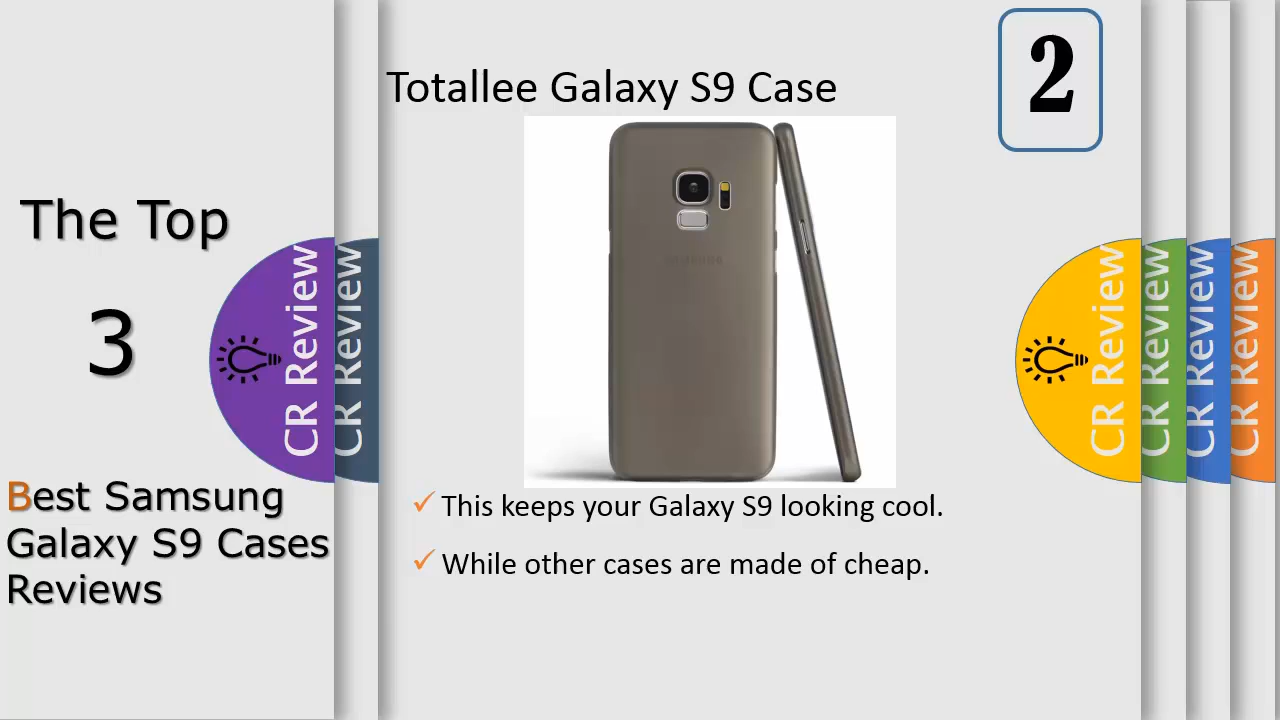 Totallee Galaxy S9 Case
2
The Top
3
Best Samsung
Galaxy S9 Cases
Reviews
CR Review
CR Review
CR Review
CR Review
CR Review
CR Review
SAMSUNG
This keeps your Galaxy S9 looking cool.
While other cases are made of cheap.